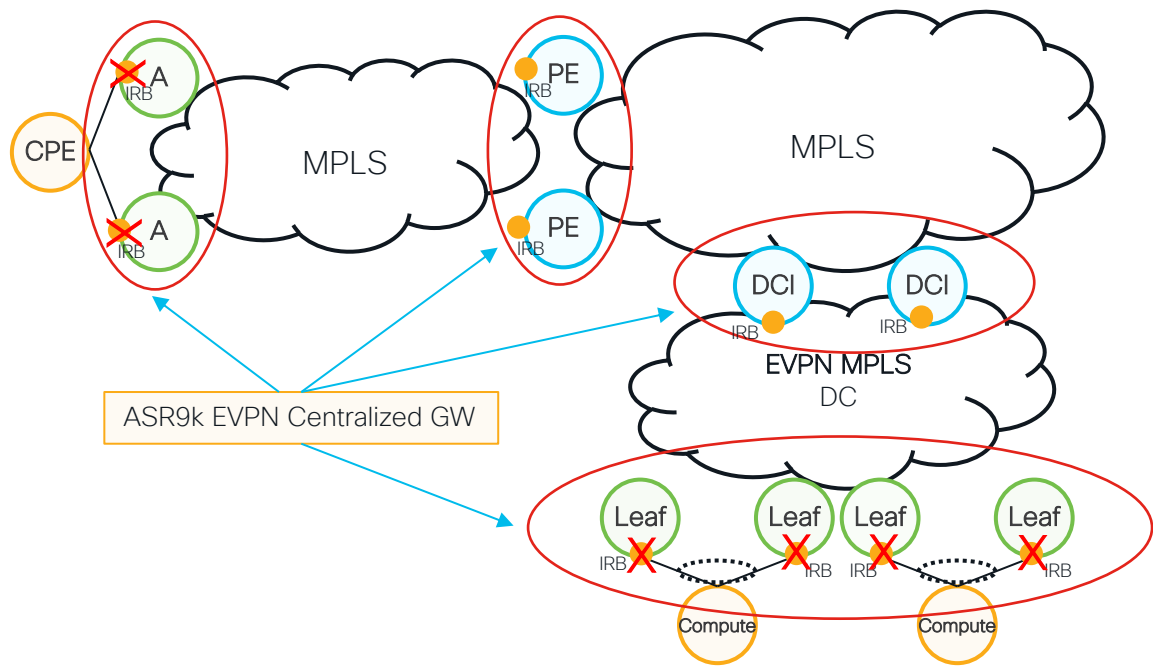 A
IRB
CPE
A
IRB
MPLS
PE
IRB
PE
IRB
MPLS
DCI
IRB
DCI
IRB
EVPN MPLS
DC
ASR9k EVPN Centralized GW
Leaf
IRB
Leaf
IRB
Leaf
IRB
Leaf
IRB
Compute
Compute